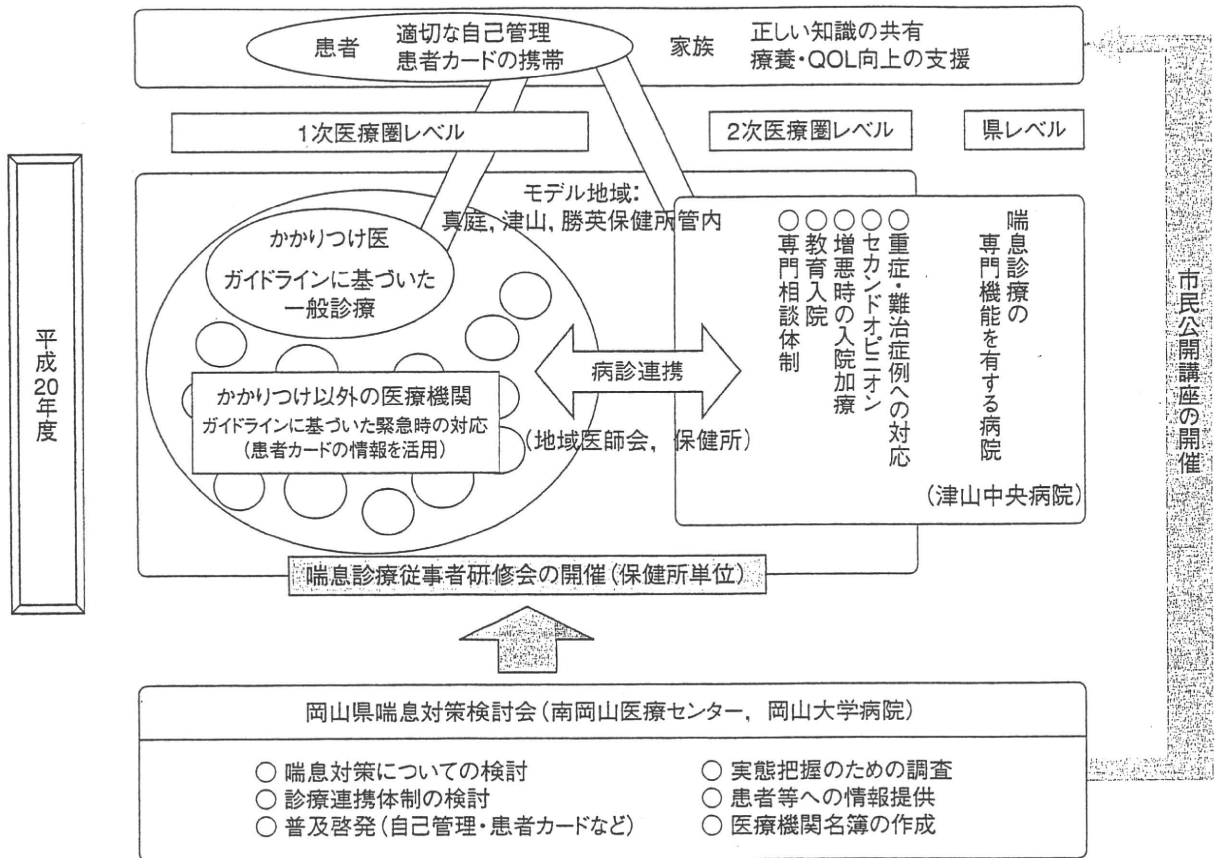 患者
適切な自己管理
患者カードの携帯
家族
正しい知識の共有
療養・QOL向上の支援
1次医療圏レベル
2次医療圏レベル
県レベル
平成20年度
モデル地域:
真庭, 津山, 勝英保健所管内
かかりつけ医
ガイドラインに基づいた
一般診療
かかりつけ以外の医療機関
ガイドラインに基づいた緊急時の対応
(患者カードの情報を活用)
病診連携
(地域医師会, 保健所)
喘息診療の
専門機能を有する病院
○重症・難治症例への対応
○セカンドオピニオン
○増悪時の入院加療
○教育入院
○専門相談体制
(津山中央病院)
市民公開講座の開催
喘息診療従事者研修会の開催(保健所単位)
岡山県喘息対策検討会(南岡山医療センター, 岡山大学病院)
○ 喘息対策についての検討
○ 診療連携体制の検討
○ 普及啓発(自己管理・患者カードなど)
○ 実態把握のための調査
○ 患者等への情報提供
○ 医療機関名簿の作成